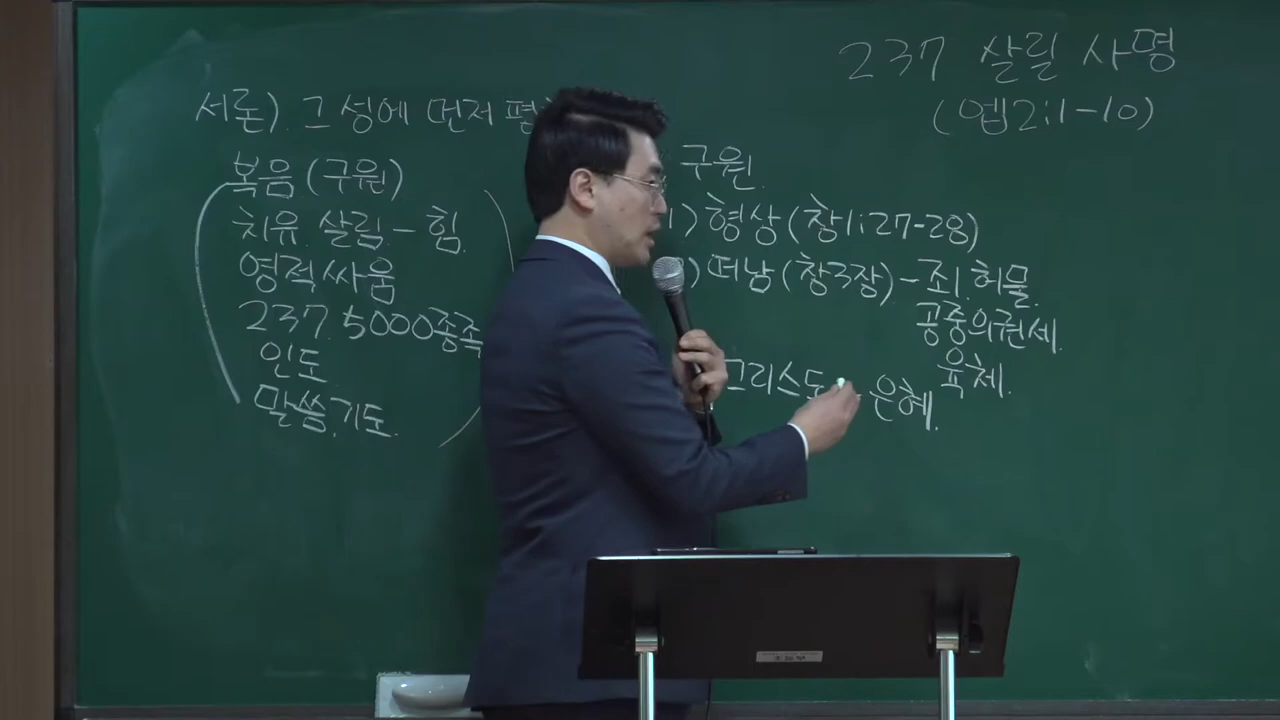 237 살릴 사명
(엡2:1-10)
서론). 그 성에 먼저
복음(구원)
치유. 살림-힘.
영적싸움
237. 5000종족
인도
말씀.기도.
구원.
1) 형상(창1:27-28)
) 떠남(창3장)-죄.허물.
공중의권세.
육체.
그리스도 - 은혜.